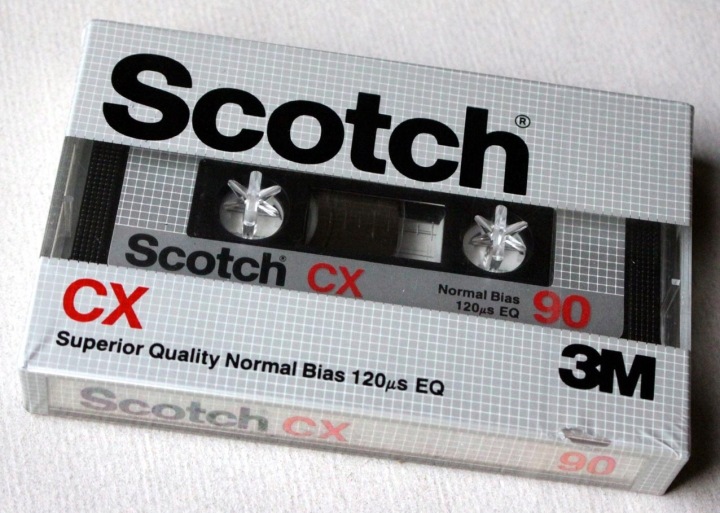 Scotch®
Scotch® CX
Normal Bias
120µs EQ
90
CX
3M
Superior Quality Normal Bias 120µs EQ
Scotch CX
90